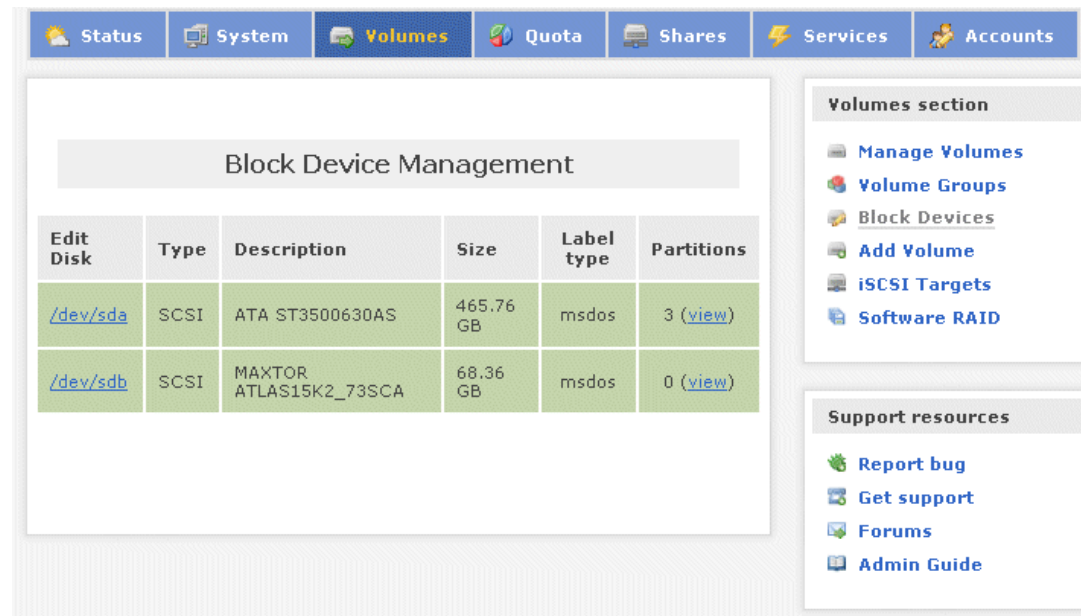 Status System Volumes Quota Shares Services Accounts
Block Device Management
Edit Disk Type Description Size Label type Partitions
/dev/sda SCSI ATA ST3500630AS 465.76 GB msdos 3 (view)
/dev/sdb SCSI MAXTOR ATLAS15K2_73SCA 68.36 GB msdos 0 (view)
Volumes section
Manage Volumes
Volume Groups
Block Devices
Add Volume
iSCSI Targets
Software RAID
Support resources
Report bug
Get support
Forums
Admin Guide